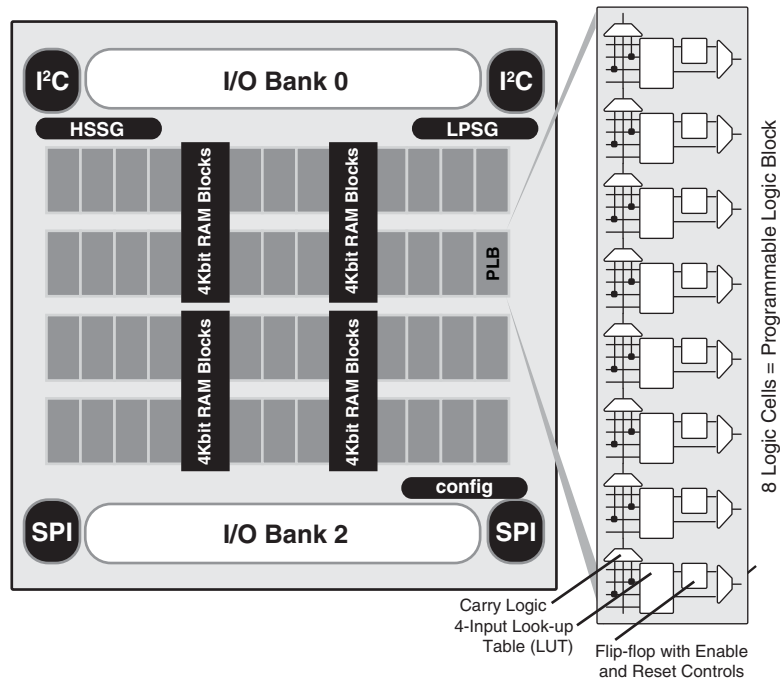 I²C
I/O Bank 0
I²C
HSSG
LPSG
4Kbit RAM Blocks
4Kbit RAM Blocks
PLB
4Kbit RAM Blocks
4Kbit RAM Blocks
config
SPI
I/O Bank 2
SPI
8 Logic Cells = Programmable Logic Block
Carry Logic
4-Input Look-up
Table (LUT)
Flip-flop with Enable
and Reset Controls